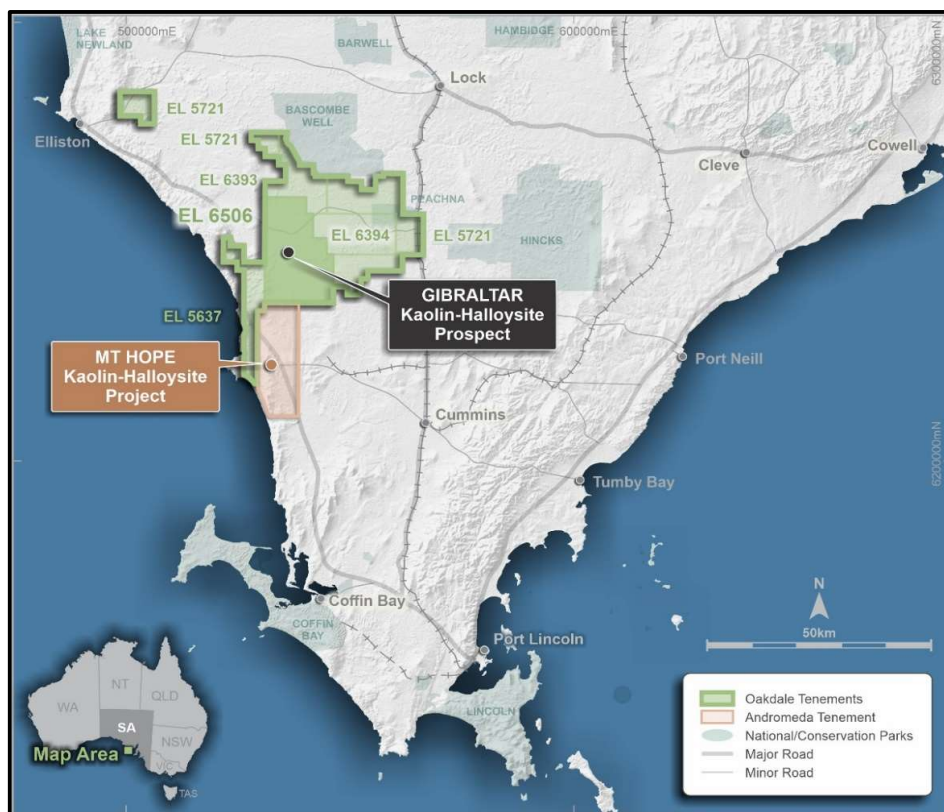 LAKE
NEWLAND
500000mE
BARWELL
HAMBIDGE
600000mE
6300000mN
Lock
EL 5721
BASCOMBE
WELL
Elliston
EL 5721
Cleve
Cowell
EL 6393
PEACHNA
EL 6506
EL 6394
EL 5721
HINCKS
GIBRALTAR
Kaolin-Halloysite
Prospect
EL 5637
MT HOPE
Kaolin-Halloysite
Project
Port Neill
Cummins
6200000mN
Tumby Bay
Coffin Bay
COFFIN
BAY
N
50km
Port Lincoln
LINCOLN
NT
QLD
WA
SA
NSW
VIC
TAS
Map Area
Oakdale Tenements
Andromeda Tenement
National/Conservation Parks
Major Road
Minor Road